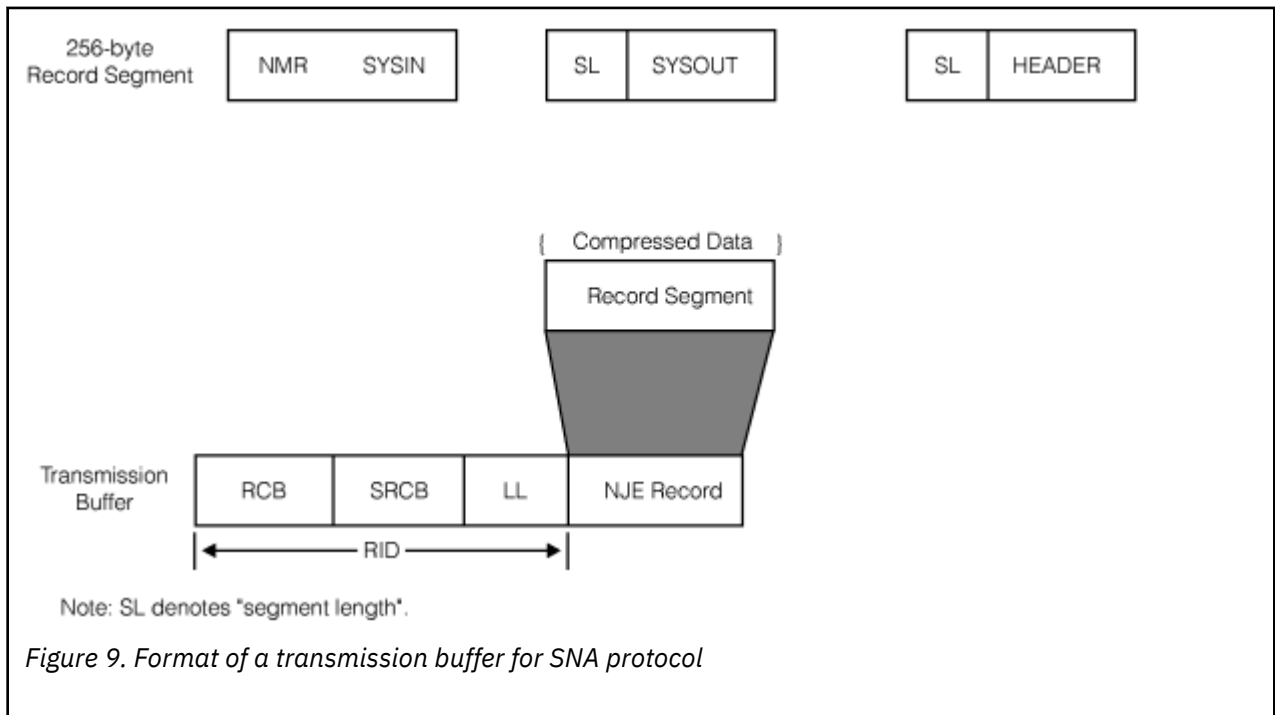 256-byte
Record Segment
NMR SYSIN
SL SYSOUT
SL HEADER
{ Compressed Data }
Record Segment
Transmission
Buffer
RCB SRCB LL NJE Record
RID
Note: SL denotes "segment length".
Figure 9. Format of a transmission buffer for SNA protocol